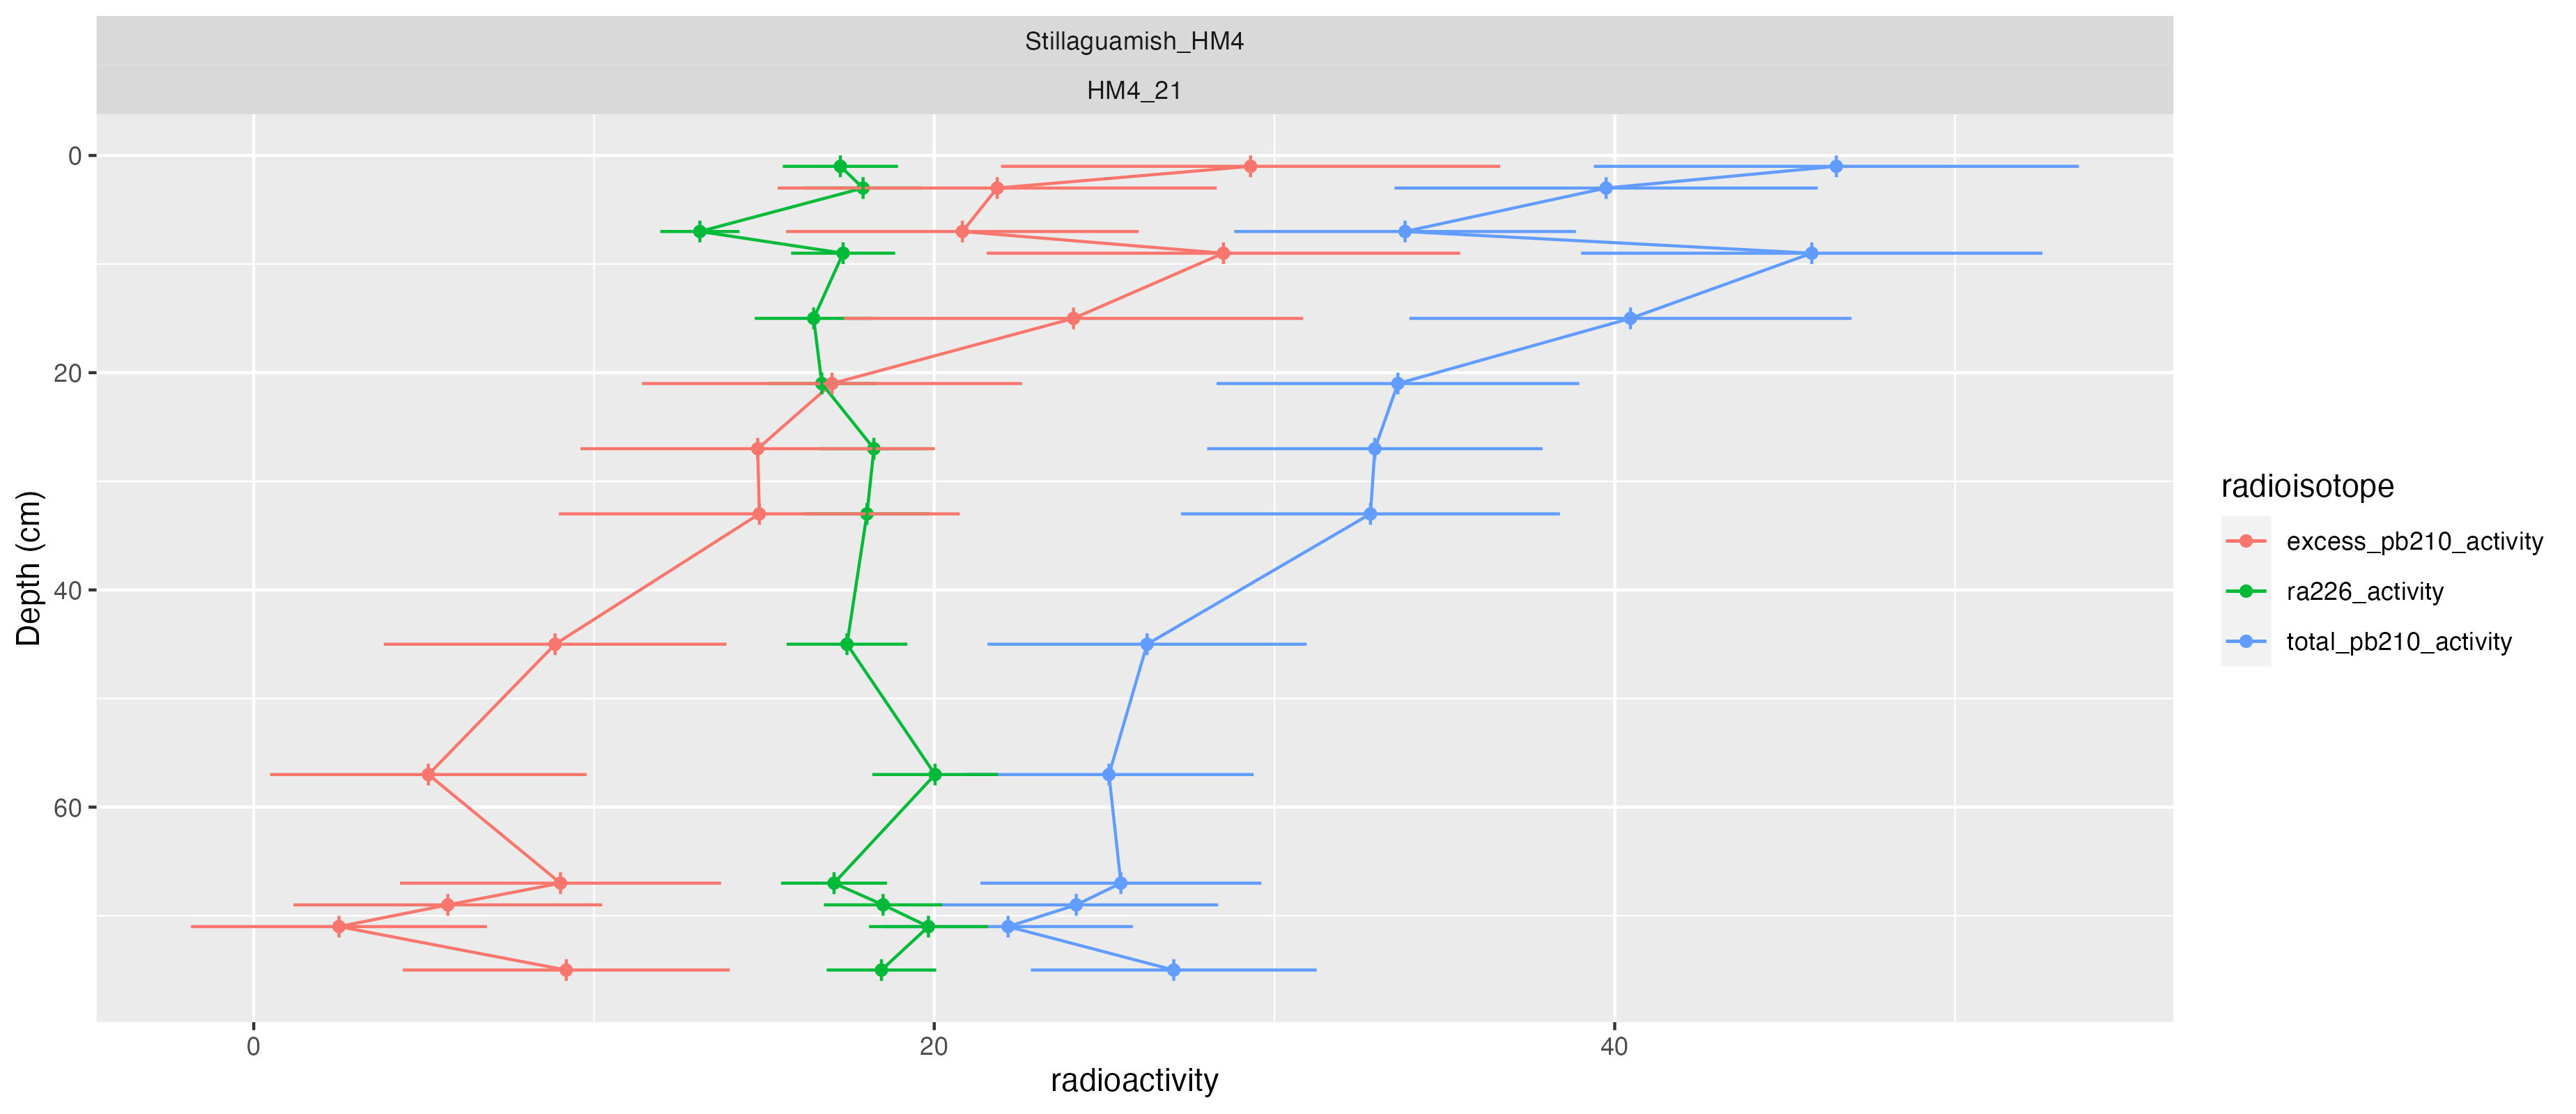 Stillaguamish_HM4
HM4_21
0
20
40
60
Depth (cm)
0
20
40
radioactivity
radioisotope
excess_pb210_activity
ra226_activity
total_pb210_activity